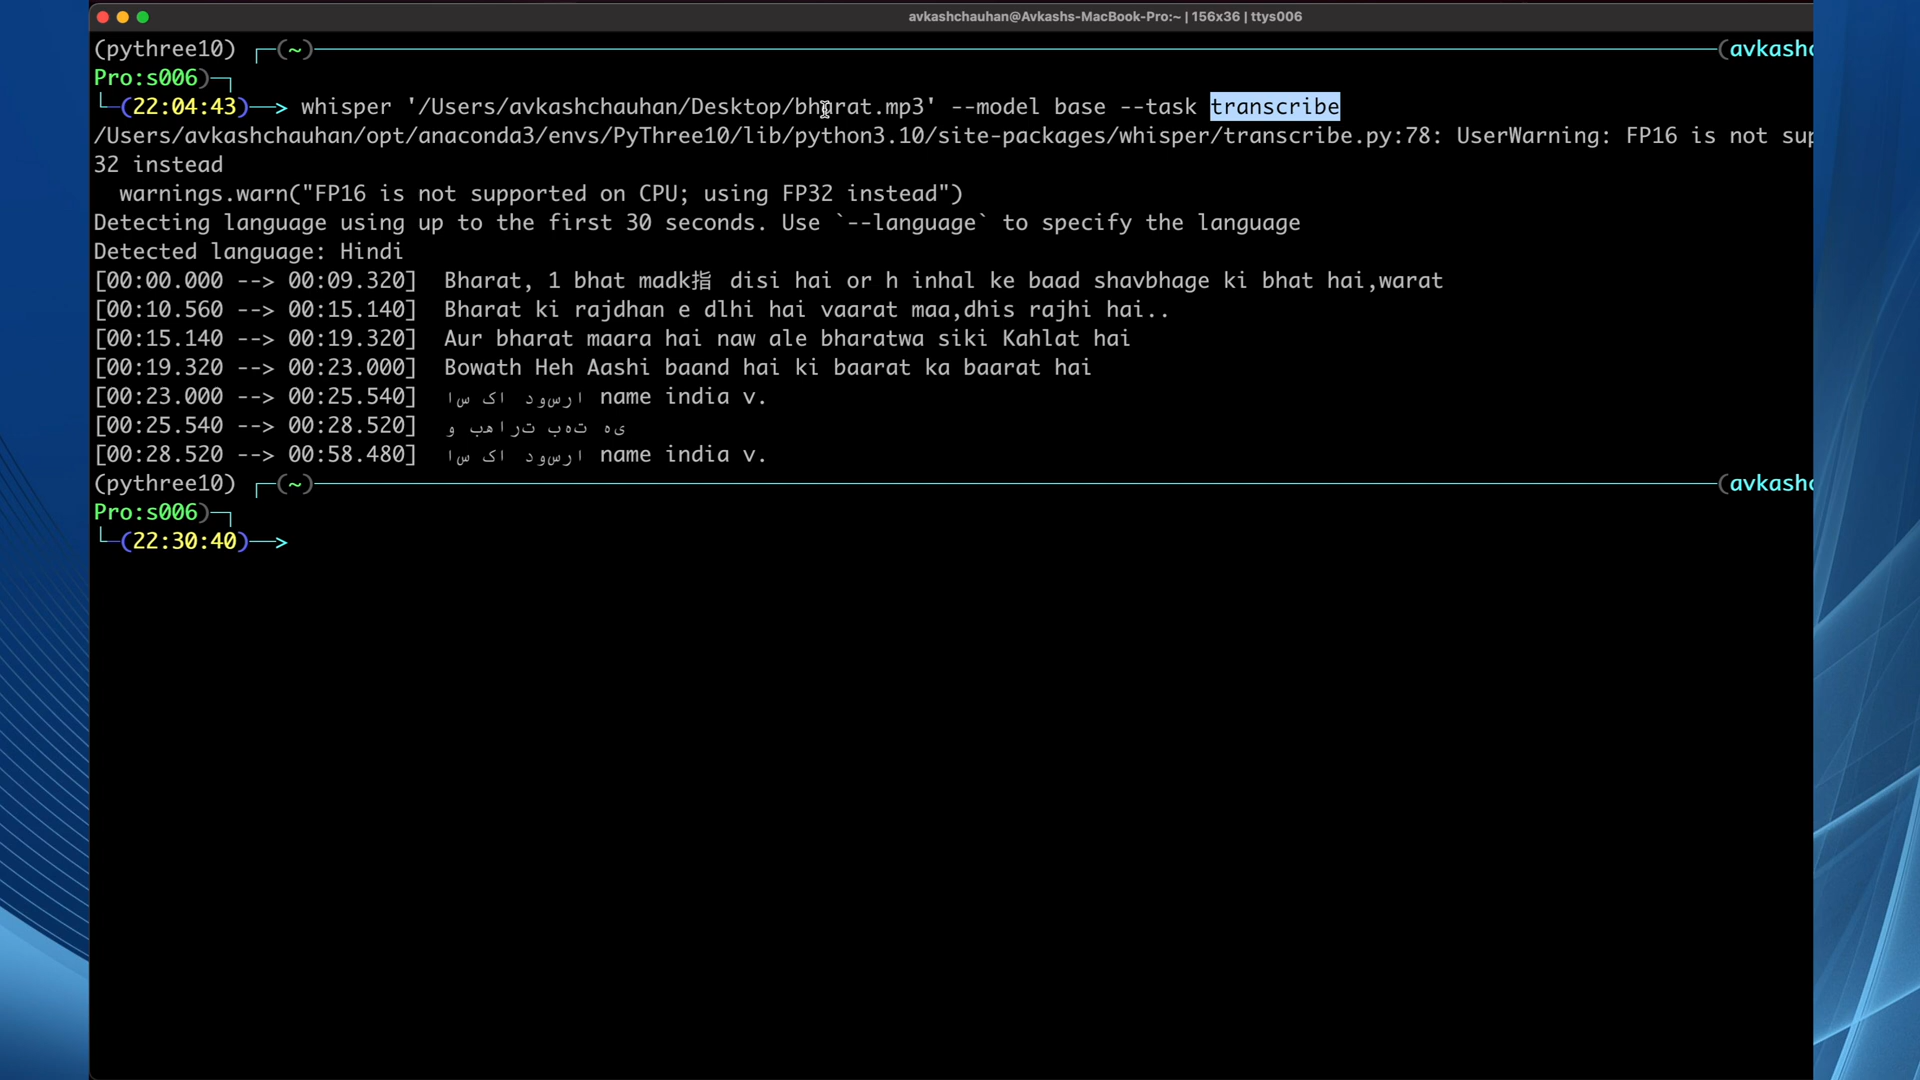 avkashchauhan@Avkashs-MacBook-Pro:~ | 156x36 | ttys006
(pythree10) ┌─(~)──(avkashc
Pro:s006)─┐
└─(22:04:43)──> whisper '/Users/avkashchauhan/Desktop/bharat.mp3' --model base --task transcribe
/Users/avkashchauhan/opt/anaconda3/envs/PyThree10/lib/python3.10/site-packages/whisper/transcribe.py:78: UserWarning: FP16 is not sup
32 instead
warnings.warn("FP16 is not supported on CPU; using FP32 instead")
Detecting language using up to the first 30 seconds. Use `--language` to specify the language
Detected language: Hindi
[00:00.000 --> 00:09.320] Bharat, 1 bhat madk指 disi hai or h inhal ke baad shavbhage ki bhat hai,warat
[00:10.560 --> 00:15.140] Bharat ki rajdhan e dlhi hai vaarat maa,dhis rajhi hai..
[00:15.140 --> 00:19.320] Aur bharat maara hai naw ale bharatwa siki Kahlat hai
[00:19.320 --> 00:23.000] Bowath Heh Aashi baand hai ki baarat ka baarat hai
[00:23.000 --> 00:25.540] اس کا دوسرا name india v.
[00:25.540 --> 00:28.520] و بھارت بہت ہی
[00:28.520 --> 00:58.480] اس کا دوسرا name india v.
(pythree10) ┌─(~)──(avkashc
Pro:s006)─┐
└─(22:30:40)──>